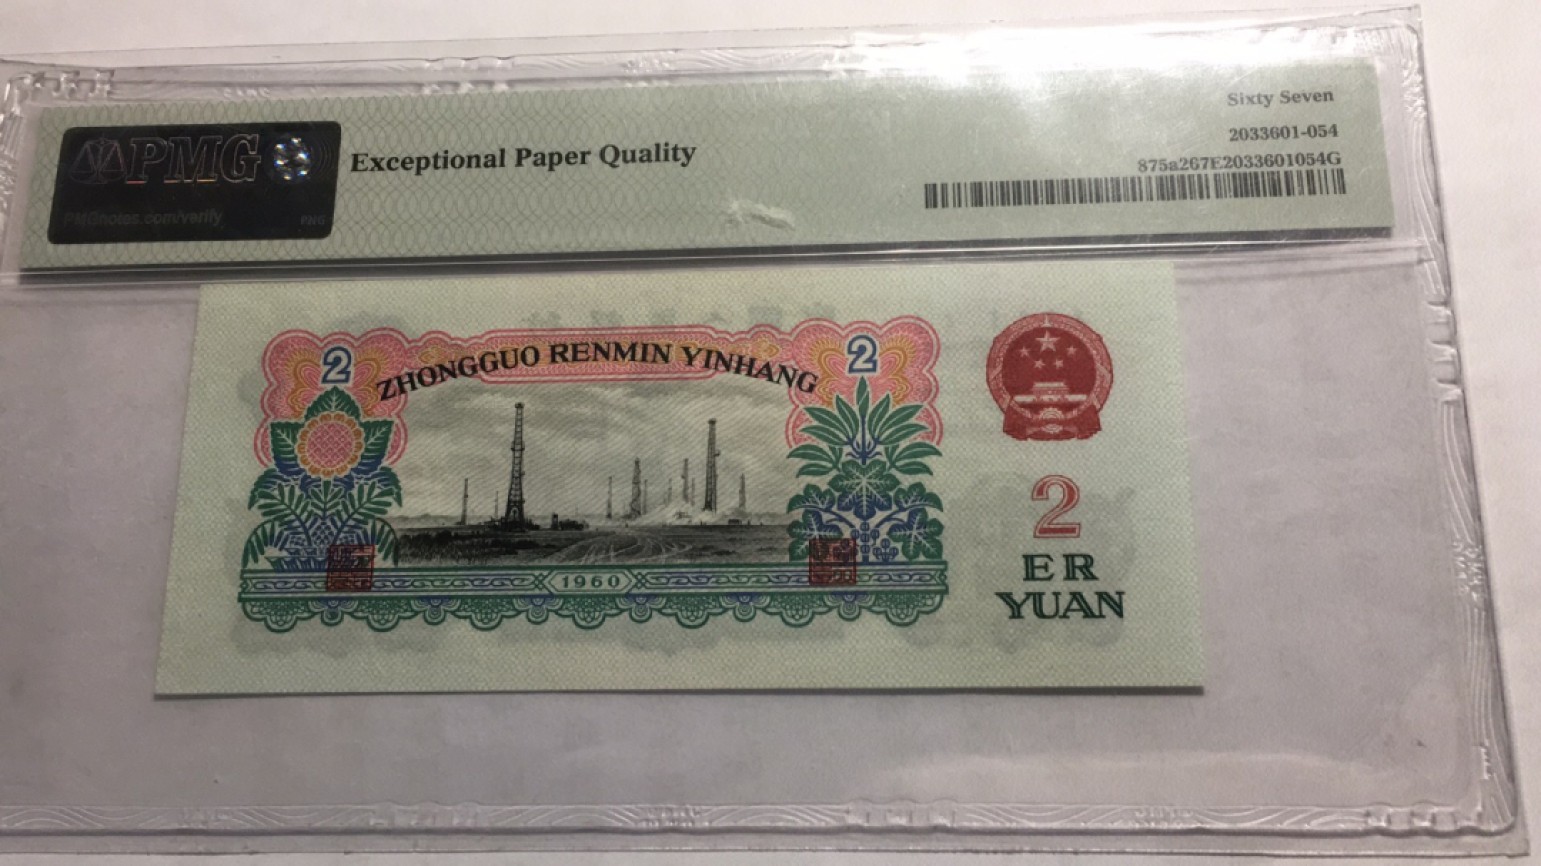 PMG
PMGnotes.com/verify
PMG
Exceptional Paper Quality
Sixty Seven
2033601-054
875a267E2033601054G
2
ZHONGGUO RENMIN YINHANG
2
1960
2
ER
YUAN